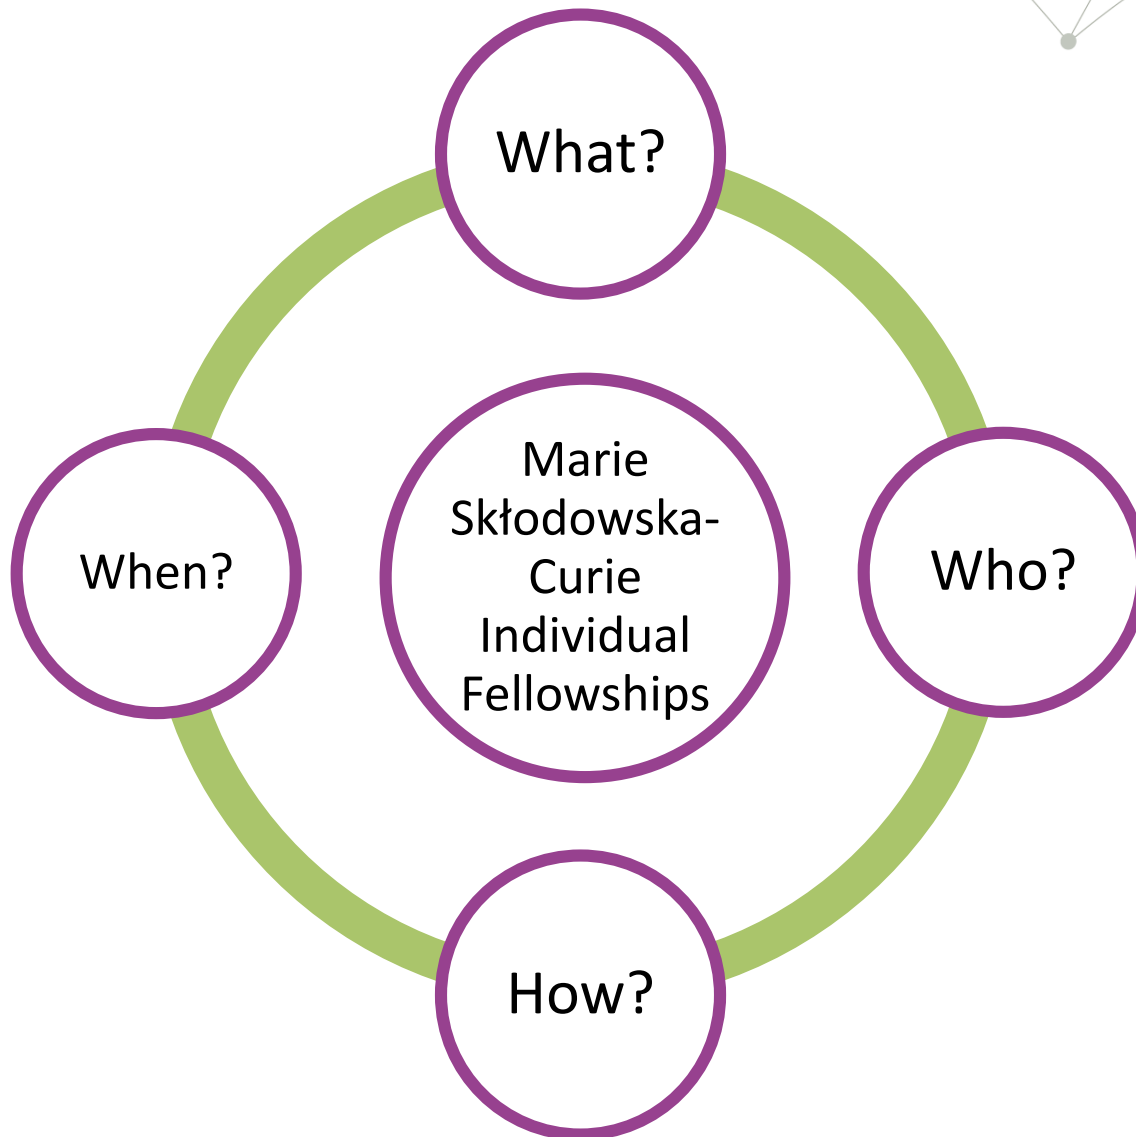 What?
When?
Marie
Skłodowska-
Curie
Individual
Fellowships
Who?
How?